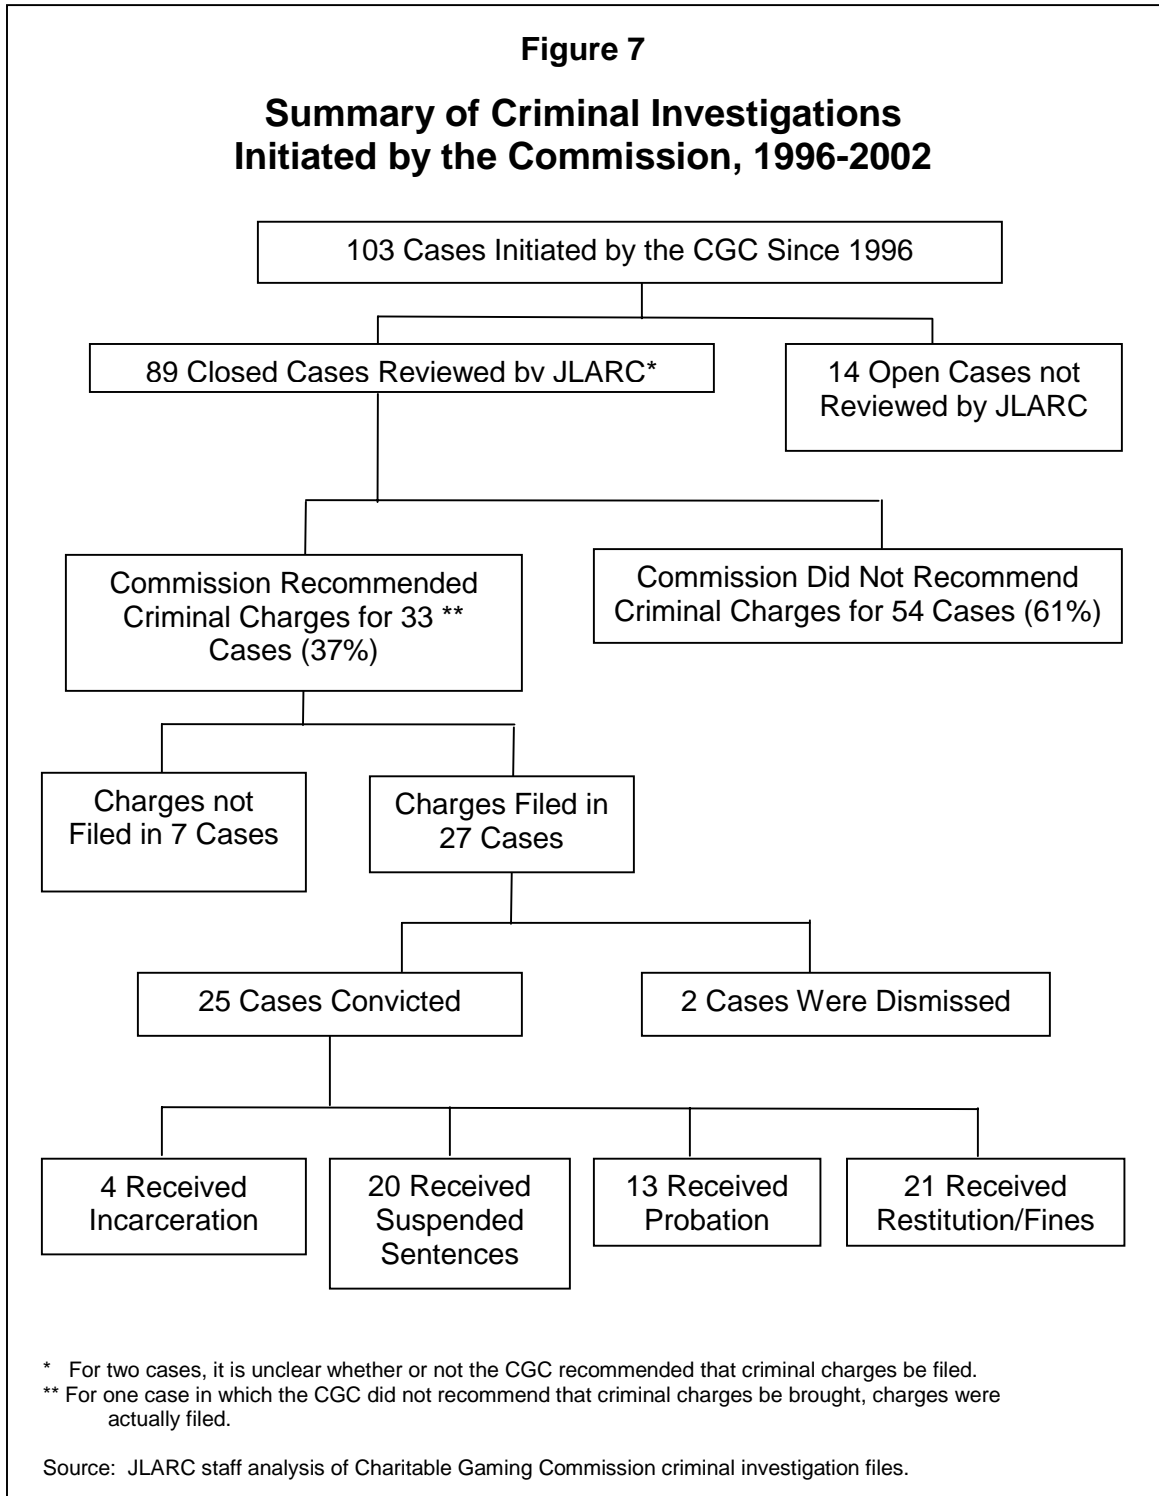 Figure 7
Summary of Criminal Investigations
Initiated by the Commission, 1996-2002
103 Cases Initiated by the CGC Since 1996
89 Closed Cases Reviewed by JLARC*
14 Open Cases not
Reviewed by JLARC
Commission Recommended
Criminal Charges for 33 **
Cases (37%)
Commission Did Not Recommend
Criminal Charges for 54 Cases (61%)
Charges not
Filed in 7 Cases
Charges Filed in
27 Cases
25 Cases Convicted
2 Cases Were Dismissed
4 Received
Incarceration
20 Received
Suspended
Sentences
13 Received
Probation
21 Received
Restitution/Fines
* For two cases, it is unclear whether or not the CGC recommended that criminal charges be filed.
** For one case in which the CGC did not recommend that criminal charges be brought, charges were
actually filed.
Source: JLARC staff analysis of Charitable Gaming Commission criminal investigation files.